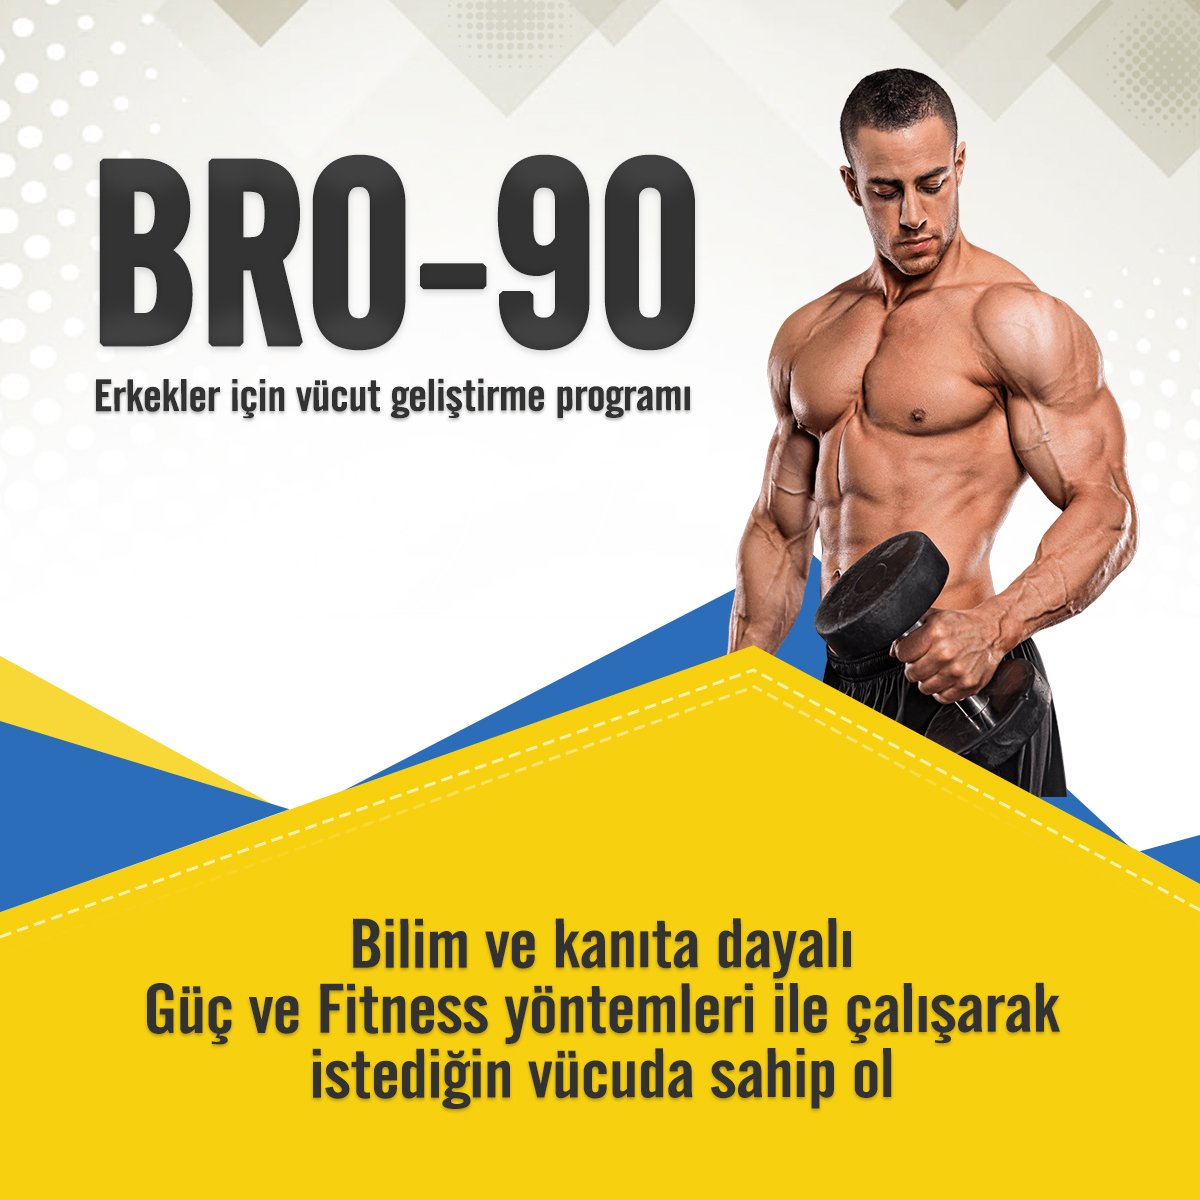 BRO-90
Erkekler için vücut geliştirme programı
Bilim ve kanıta dayalı
Güç ve Fitness yöntemleri ile çalışarak
istediğin vücuda sahip ol